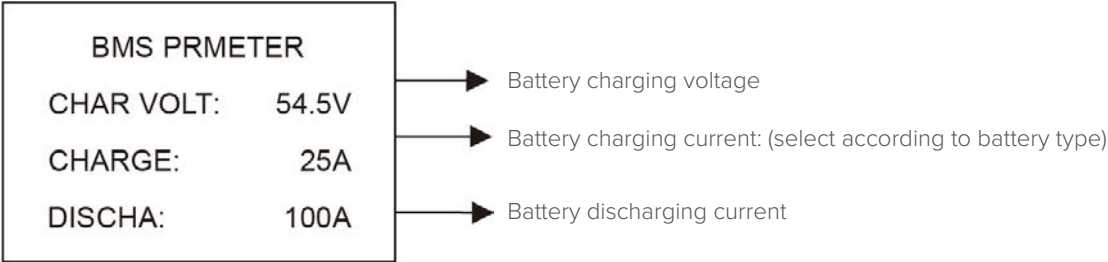 BMS PRMETER
CHAR VOLT: 54.5V
Battery charging voltage
CHARGE: 25A
Battery charging current: (select according to battery type)
DISCHA: 100A
Battery discharging current